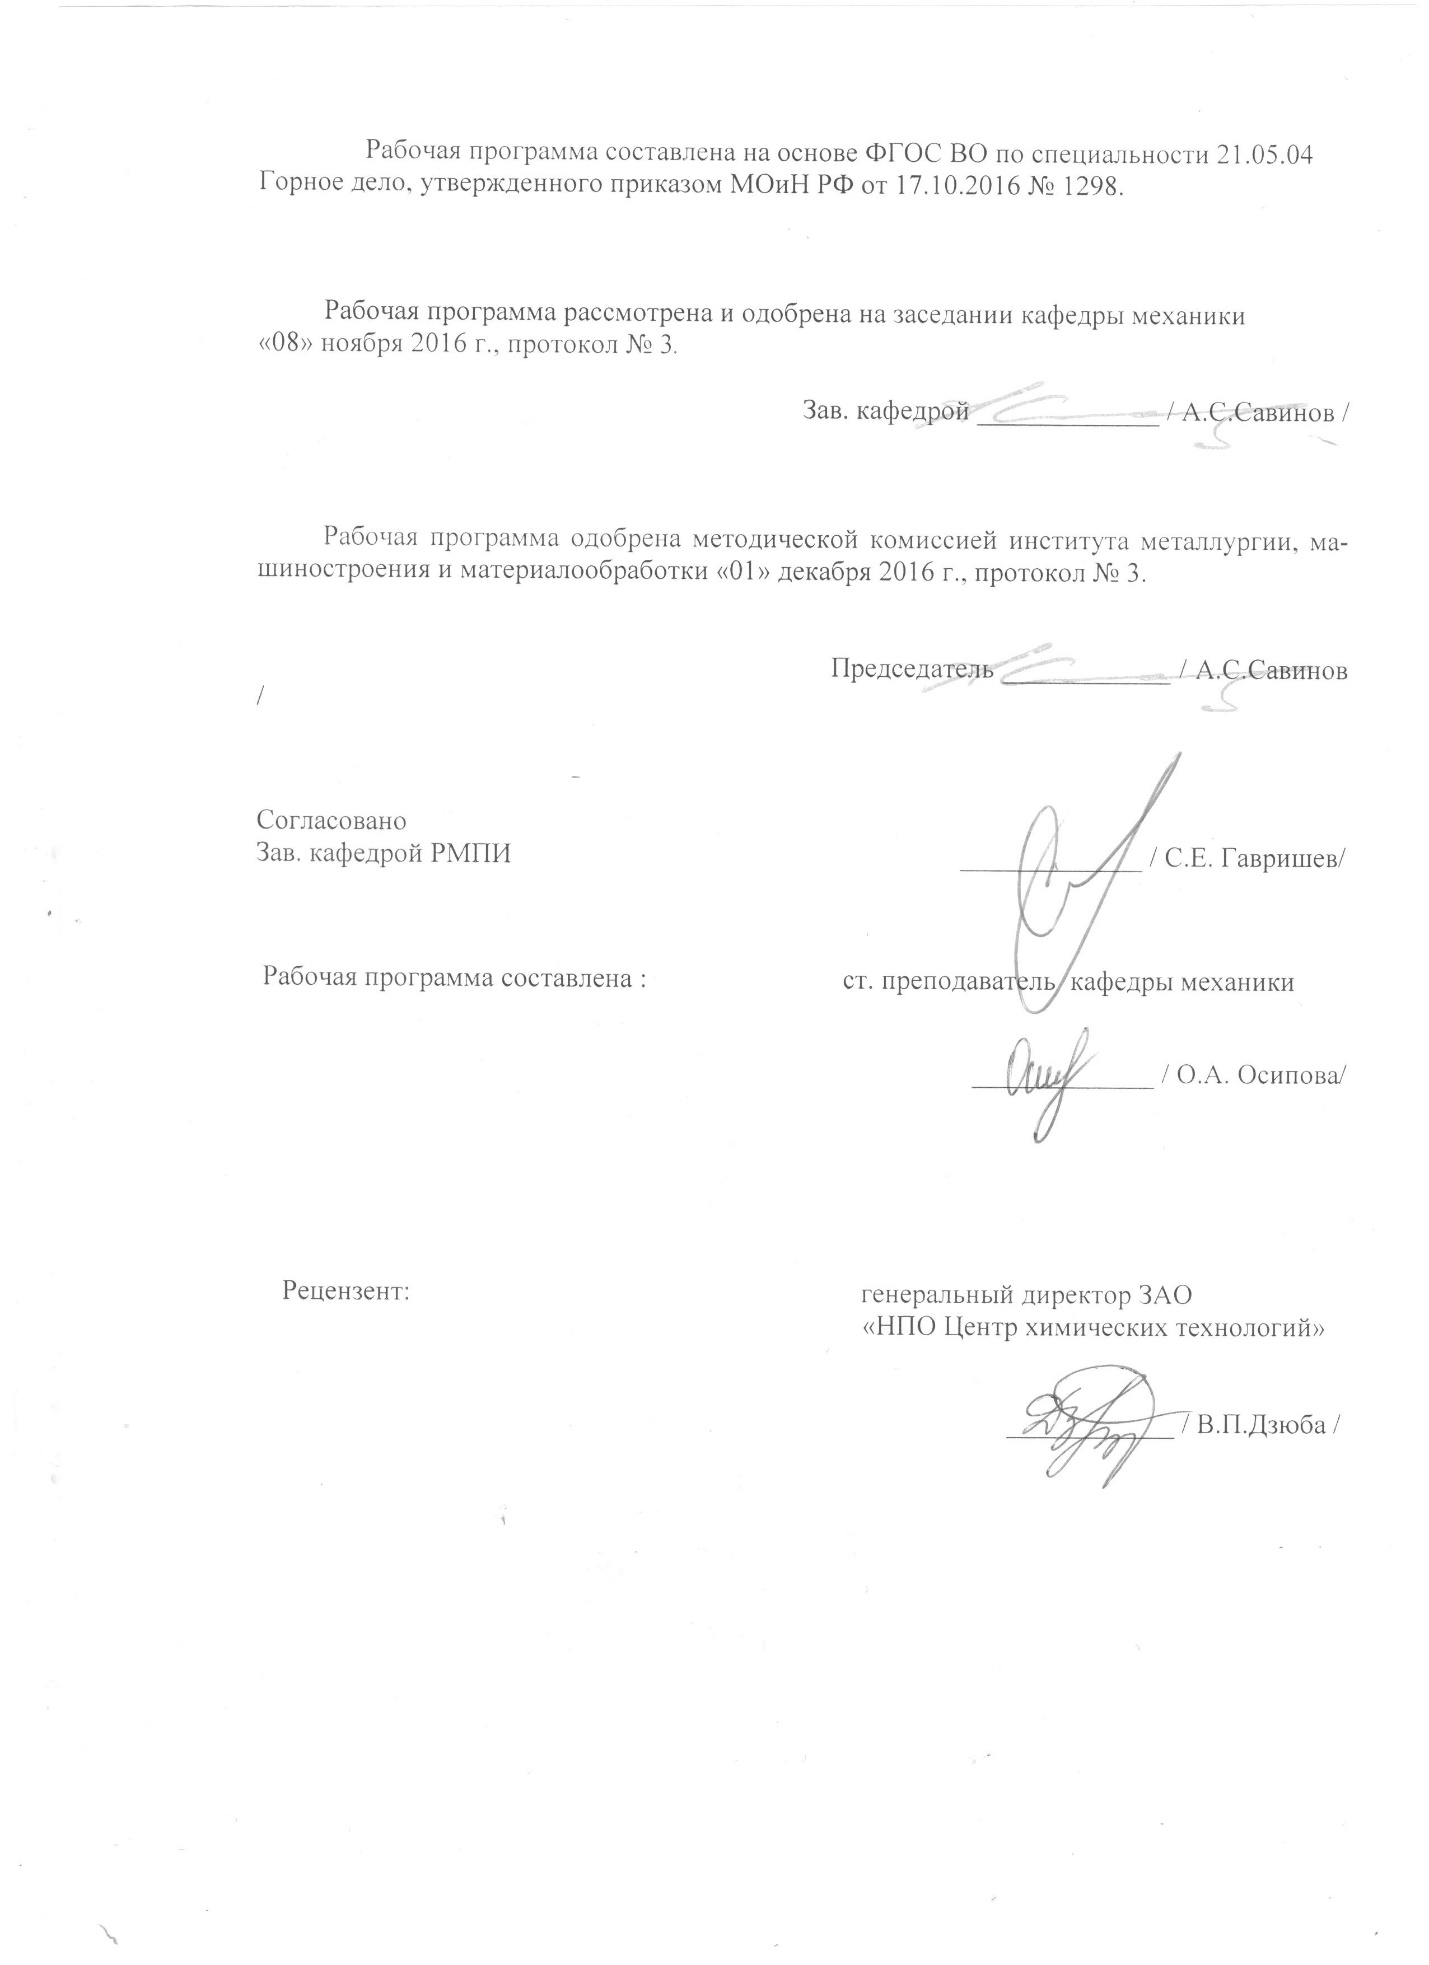 Рабочая программа составлена на основе ФГОС ВО по специальности 21.05.04
Горное дело, утвержденного приказом МОиН РФ от 17.10.2016 № 1298.
Рабочая программа рассмотрена и одобрена на заседании кафедры механики
«08» ноября 2016 г., протокол № 3.
Зав. кафедрой _____________ / А.С.Савинов /
Рабочая программа одобрена методической комиссией института металлургии, ма-
шиностроения и материалообработки «01» декабря 2016 г., протокол № 3.
Председатель ____________ / А.С.Савинов
/
Согласовано
Зав. кафедрой РМПИ _____________ / С.Е. Гавришев/
Рабочая программа составлена : ст. преподаватель кафедры механики
_____________ / О.А. Осипова/
Рецензент: генеральный директор ЗАО
«НПО Центр химических технологий»
____________ / В.П.Дзюба /